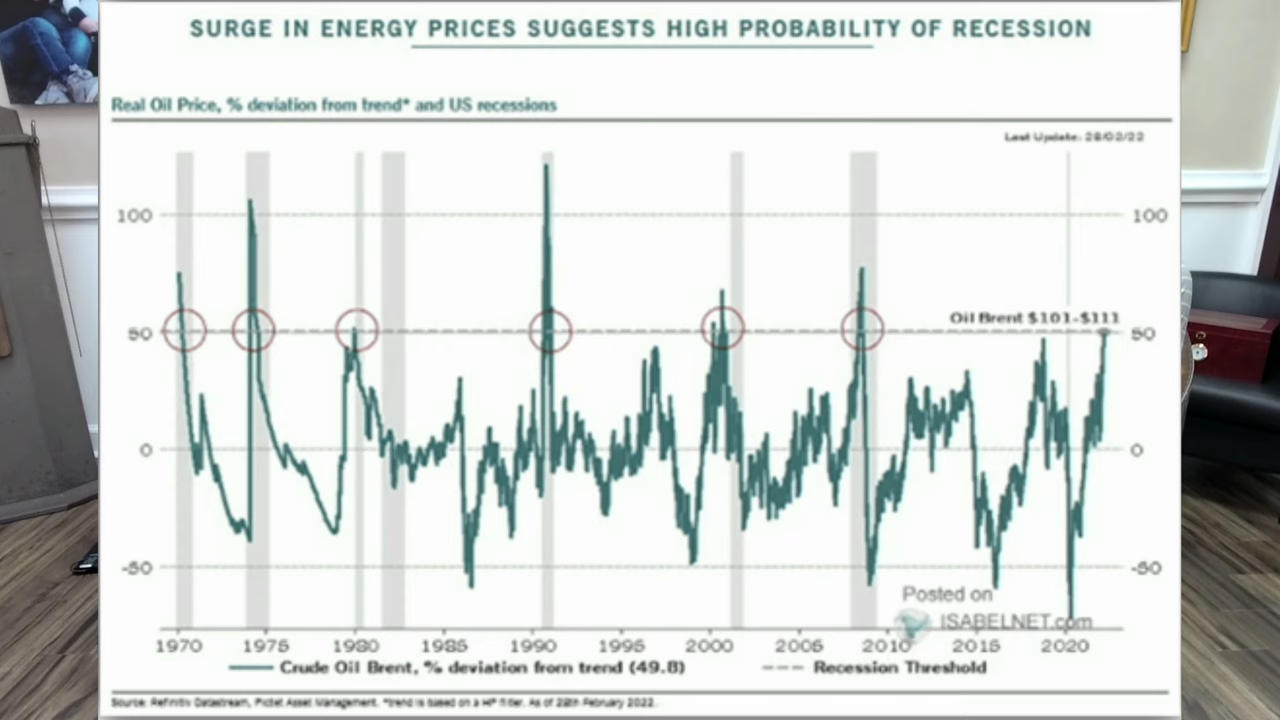 SURGE IN ENERGY PRICES SUGGESTS HIGH PROBABILITY OF RECESSION
Real Oil Price, % deviation from trend* and US recessions
Last Update: 28/02/22
100 100
Oil Brent $101-$111
50 50
0 0
-50 -50
Posted on
ISABELNET.com
1970 1975 1980 1985 1990 1995 2000 2005 2010 2015 2020
Crude Oil Brent, % deviation from trend (49.8) Recession Threshold
Source: Refinitiv Datastream, Pictet Asset Management. *trend is based on a HP filter. As of 28th February 2022.